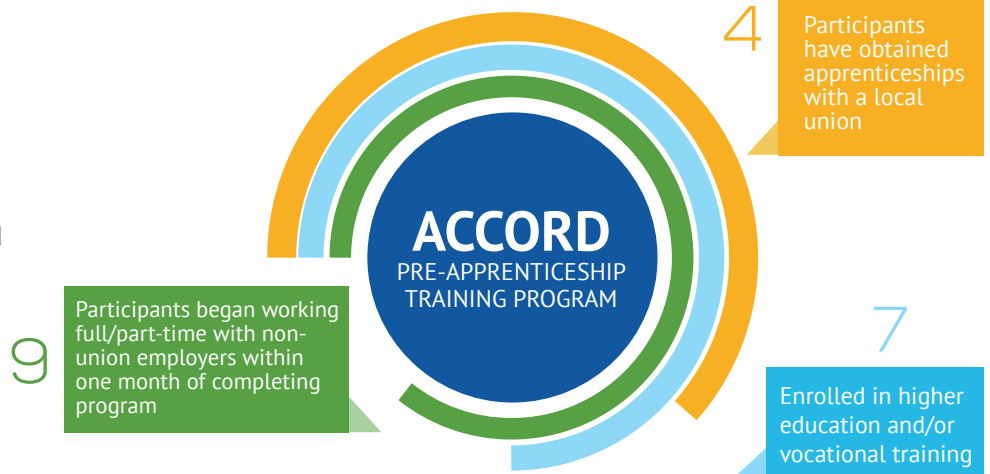 4
Participants
have obtained
apprenticeships
with a local
union
ACCORD
PRE-APPRENTICESHIP
TRAINING PROGRAM
9
Participants began working
full/part-time with non-
union employers within
one month of completing
program
7
Enrolled in higher
education and/or
vocational training